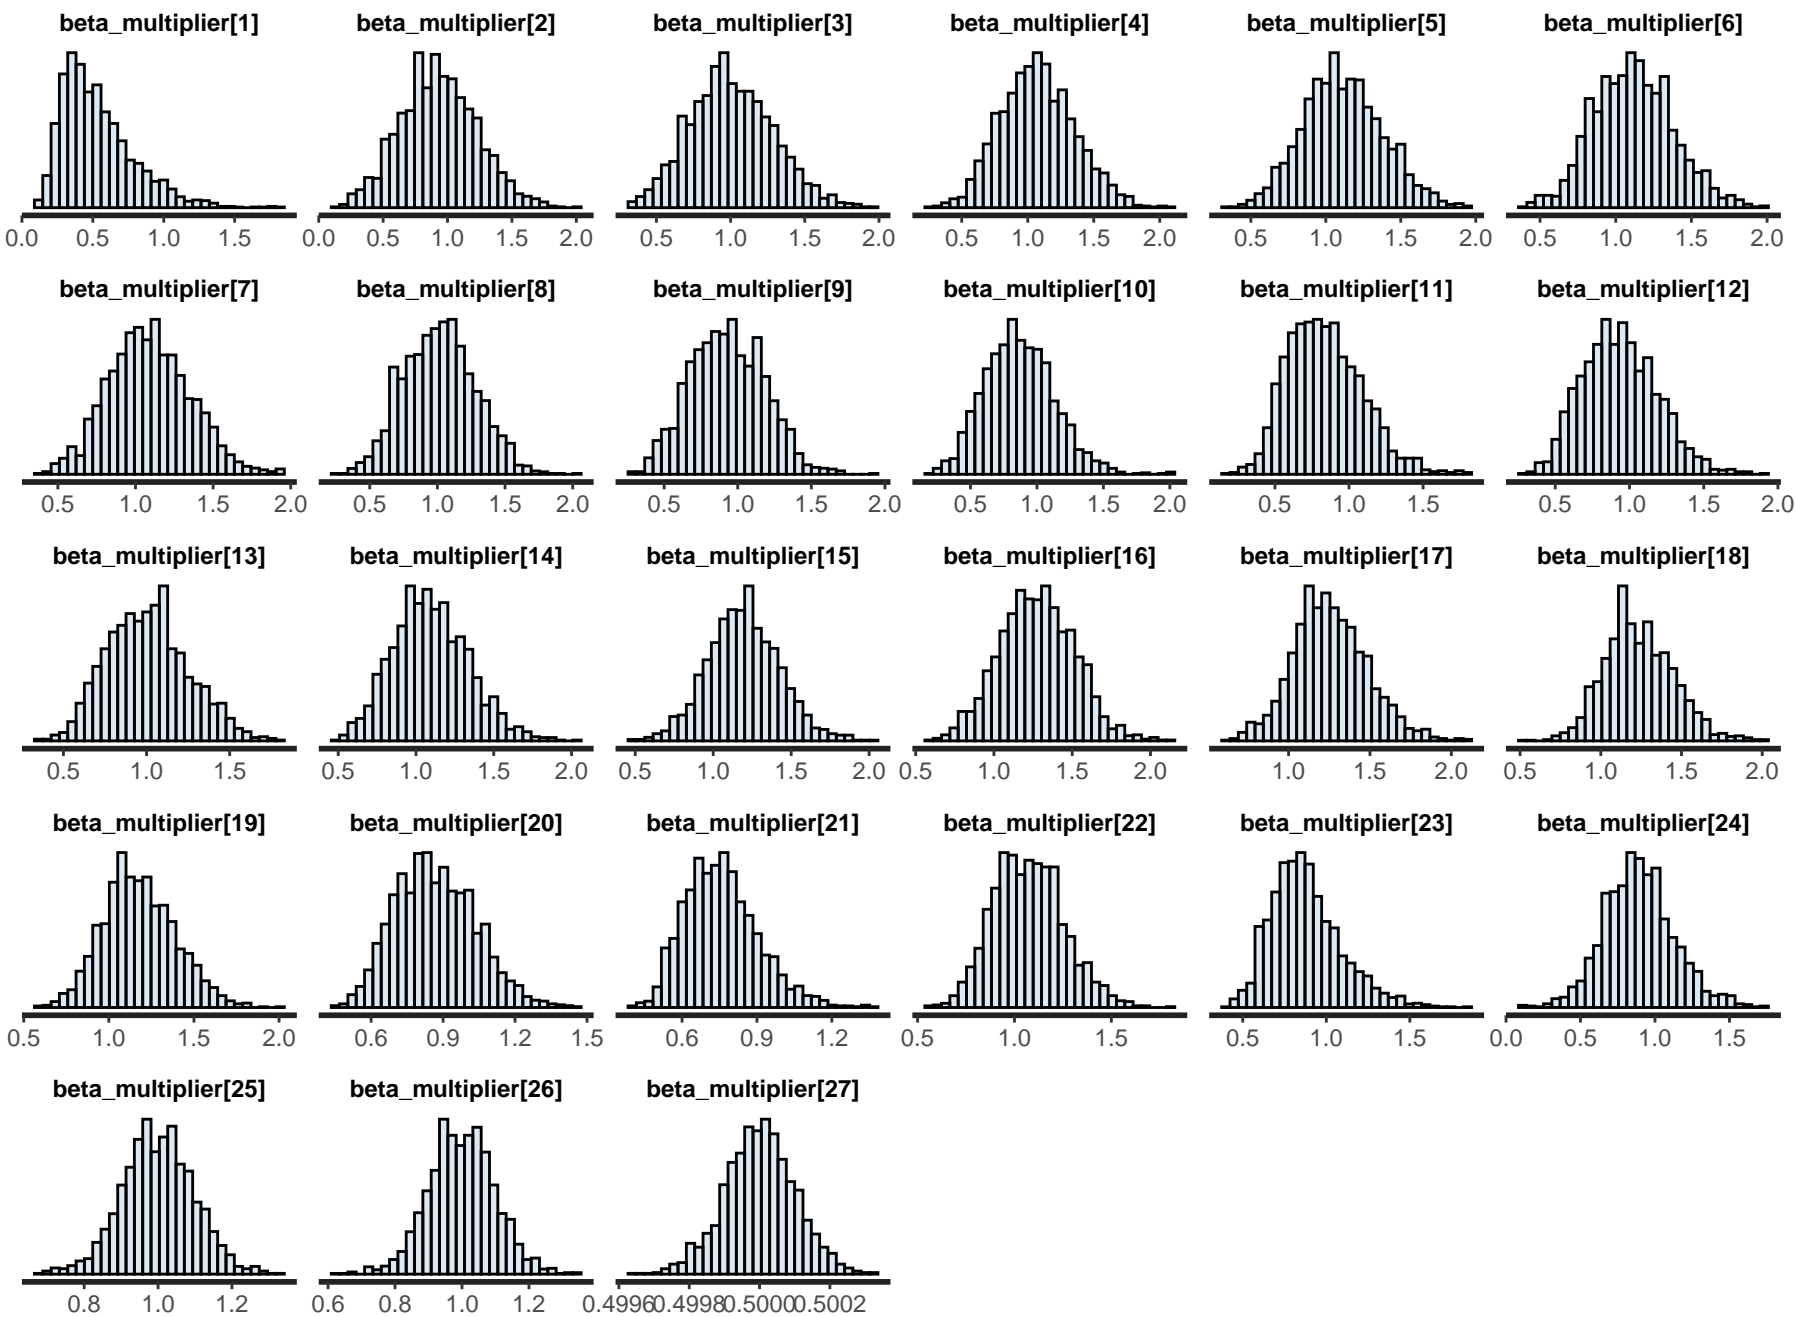 beta_multiplier[1] beta_multiplier[2] beta_multiplier[3] beta_multiplier[4] beta_multiplier[5] beta_multiplier[6]
0.0 0.5 1.0 1.5 0.0 0.5 1.0 1.5 2.0 0.5 1.0 1.5 2.0 0.5 1.0 1.5 2.0 0.5 1.0 1.5 2.0 0.5 1.0 1.5 2.0
beta_multiplier[7] beta_multiplier[8] beta_multiplier[9] beta_multiplier[10] beta_multiplier[11] beta_multiplier[12]
0.5 1.0 1.5 2.0 0.5 1.0 1.5 2.0 0.5 1.0 1.5 2.0 0.5 1.0 1.5 2.0 0.5 1.0 1.5 0.5 1.0 1.5 2.0
beta_multiplier[13] beta_multiplier[14] beta_multiplier[15] beta_multiplier[16] beta_multiplier[17] beta_multiplier[18]
0.5 1.0 1.5 0.5 1.0 1.5 2.0 0.5 1.0 1.5 2.0 0.5 1.0 1.5 2.0 1.0 1.5 2.0 0.5 1.0 1.5 2.0
beta_multiplier[19] beta_multiplier[20] beta_multiplier[21] beta_multiplier[22] beta_multiplier[23] beta_multiplier[24]
0.5 1.0 1.5 2.0 0.6 0.9 1.2 1.5 0.6 0.9 1.2 0.5 1.0 1.5 0.5 1.0 1.5 0.0 0.5 1.0 1.5
beta_multiplier[25] beta_multiplier[26] beta_multiplier[27]
0.8 1.0 1.2 0.6 0.8 1.0 1.2 0.4996 0.4998 0.5000 0.5002